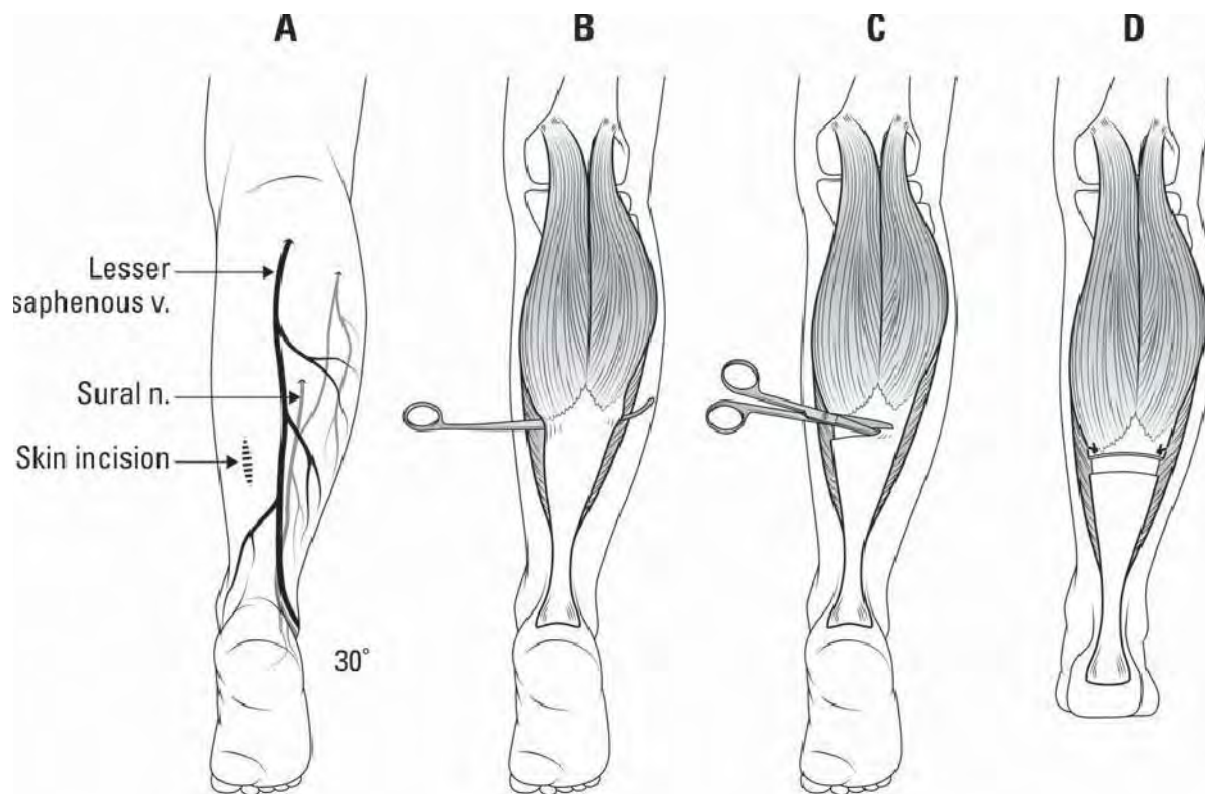 A B C D
Lesser
saphenous v.
Sural n.
Skin incision
30°